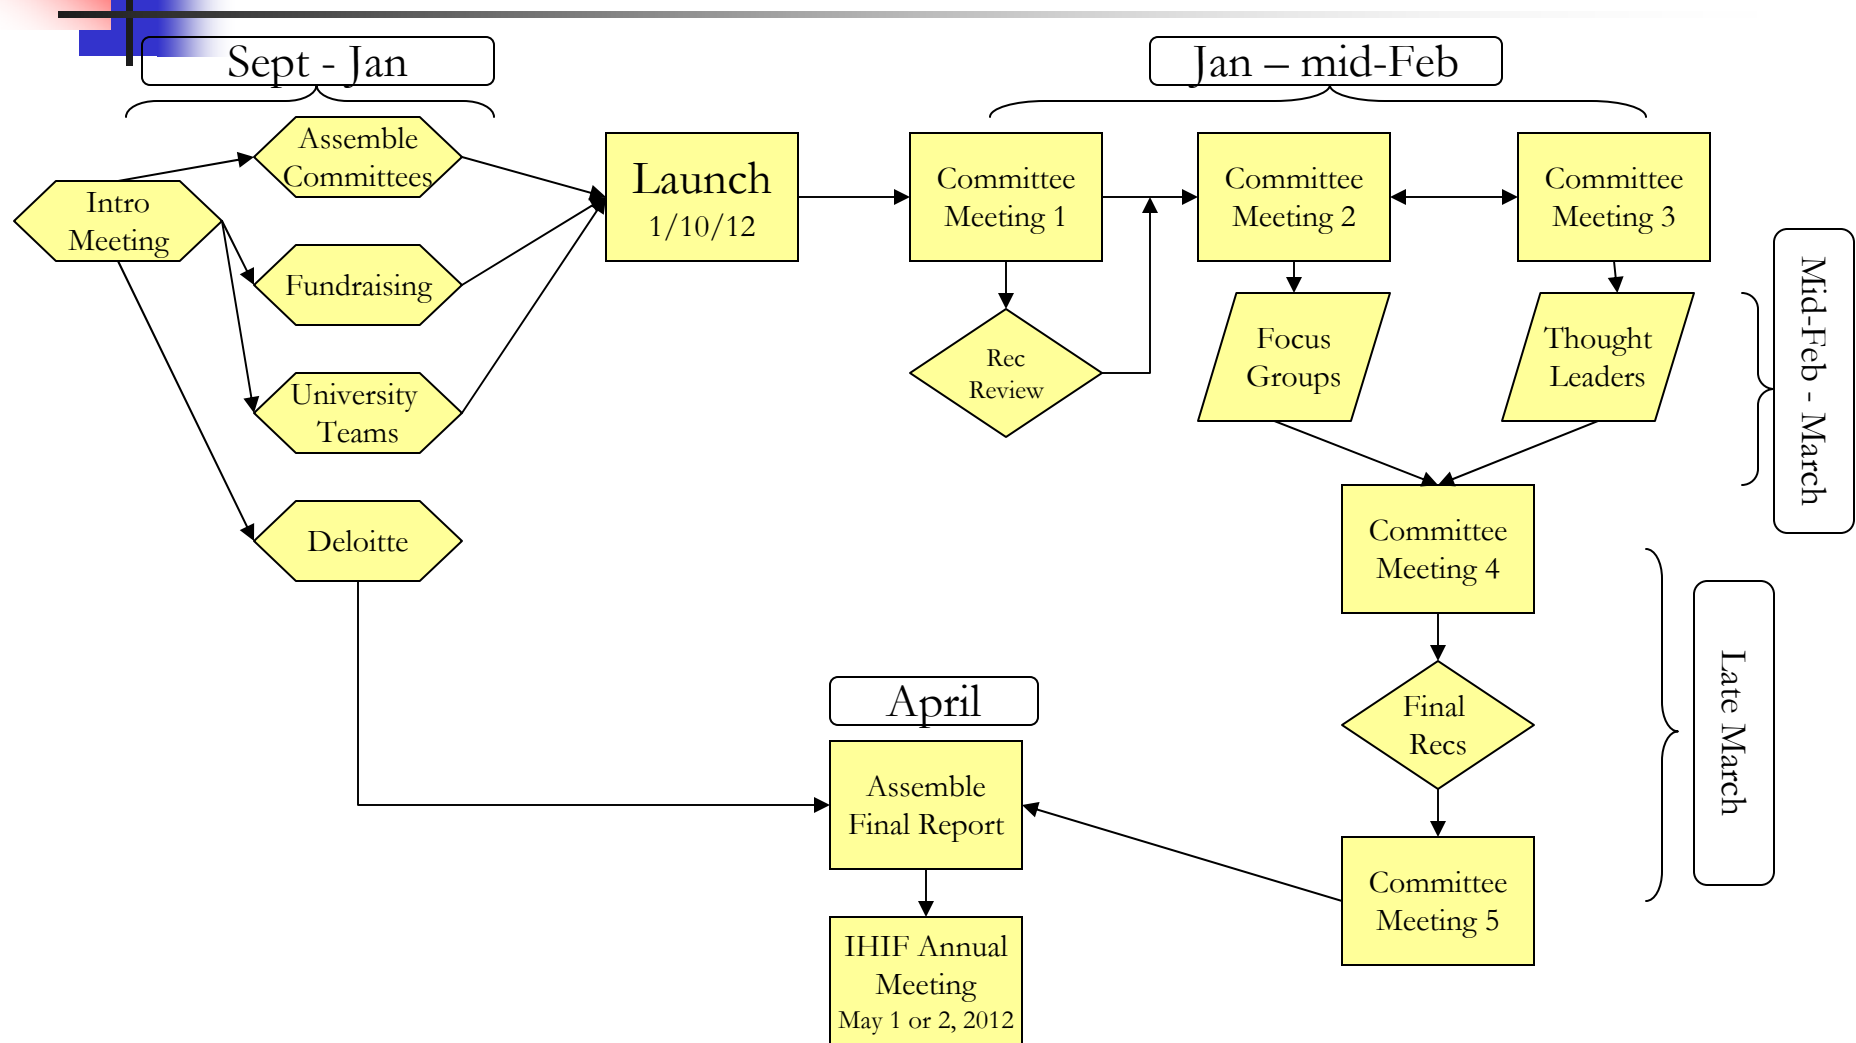 Sept - Jan
Jan – mid-Feb
Assemble
Committees
Intro
Meeting
Fundraising
University
Teams
Deloitte
Launch
1/10/12
Committee
Meeting 1
Committee
Meeting 2
Committee
Meeting 3
Rec
Review
Focus
Groups
Thought
Leaders
Mid-Feb - March
Committee
Meeting 4
Final
Recs
Late March
Committee
Meeting 5
April
Assemble
Final Report
IHIF Annual
Meeting
May 1 or 2, 2012